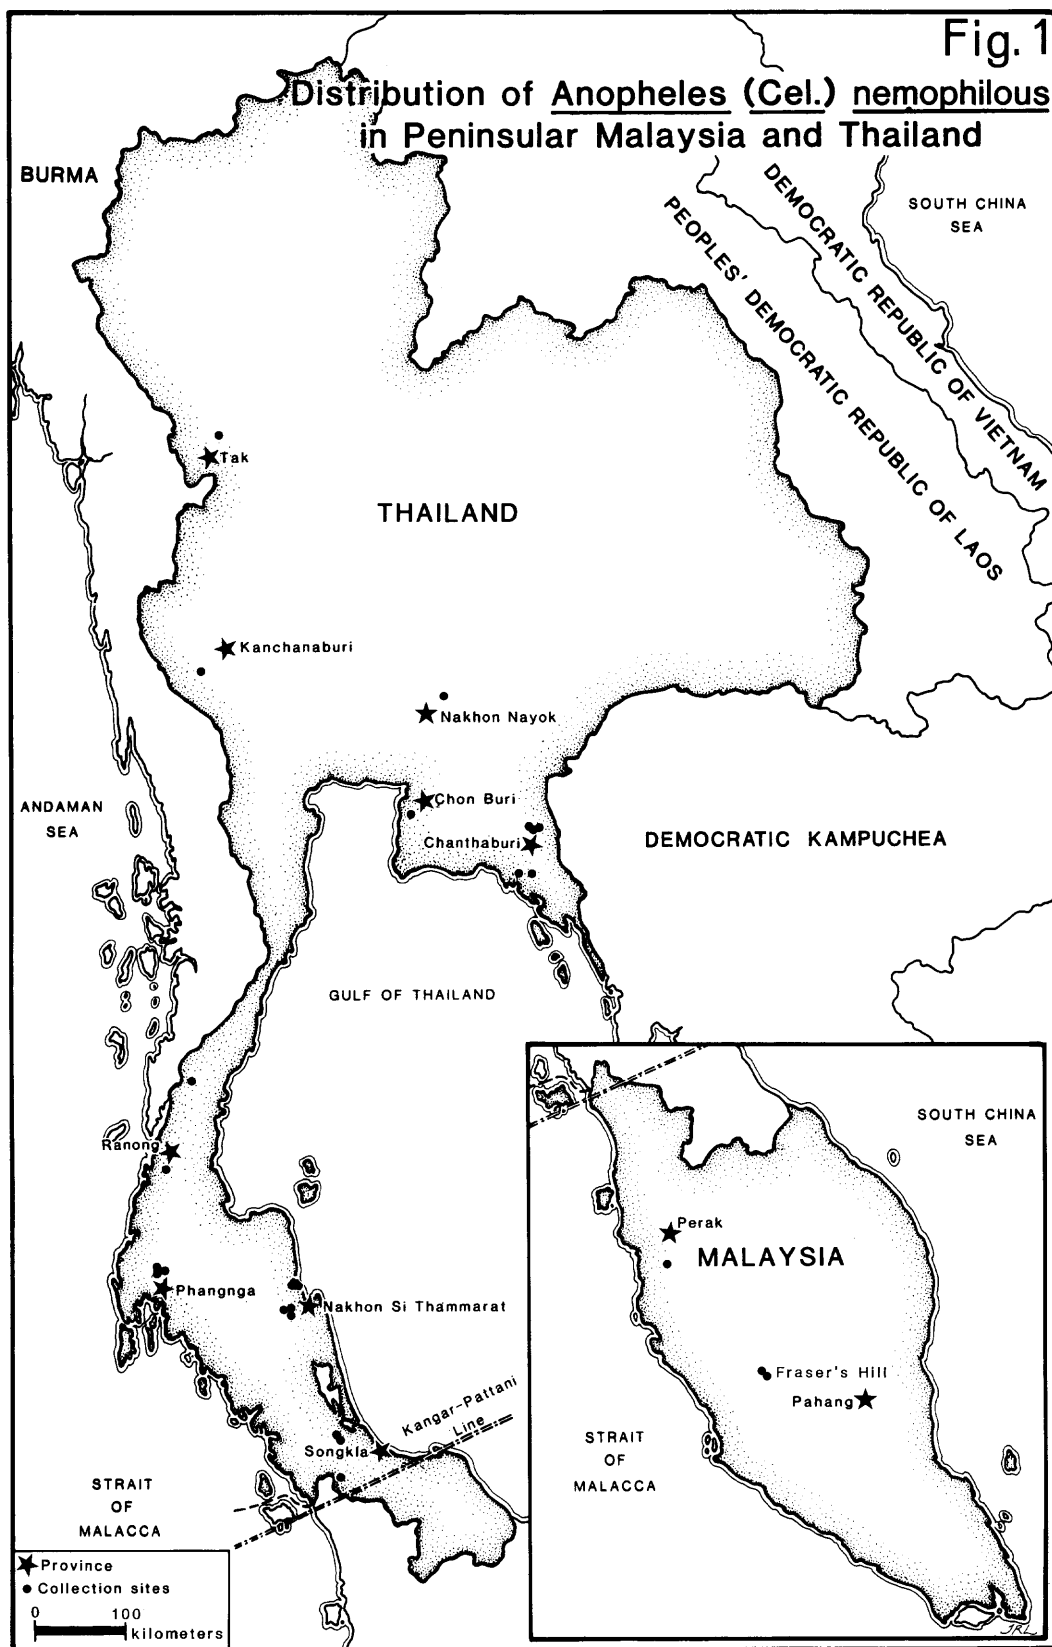 Fig. 1
Distribution of Anopheles (Cel.) nemophilous
in Peninsular Malaysia and Thailand
BURMA
SOUTH CHINA
SEA
DEMOCRATIC REPUBLIC OF VIETNAM
PEOPLES' DEMOCRATIC REPUBLIC OF LAOS
Tak
THAILAND
Kanchanaburi
Nakhon Nayok
ANDAMAN
SEA
Chon Buri
Chanthaburi
DEMOCRATIC KAMPUCHEA
GULF OF THAILAND
Ranong
Phangnga
Nakhon Si Thammarat
Kangar-Pattani
Line
Songkla
STRAIT
OF
MALACCA
SOUTH CHINA
SEA
Perak
MALAYSIA
Fraser's Hill
Pahang
STRAIT
OF
MALACCA
JRL
Province
Collection sites
0 100
kilometers